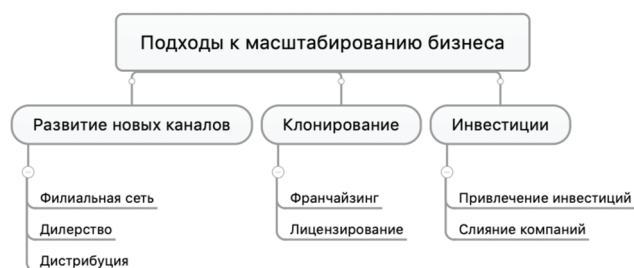 Подходы к масштабированию бизнеса
Развитие новых каналов
Клонирование
Инвестиции
Филиальная сеть
Дилерство
Дистрибуция
Франчайзинг
Лицензирование
Привлечение инвестиций
Слияние компаний